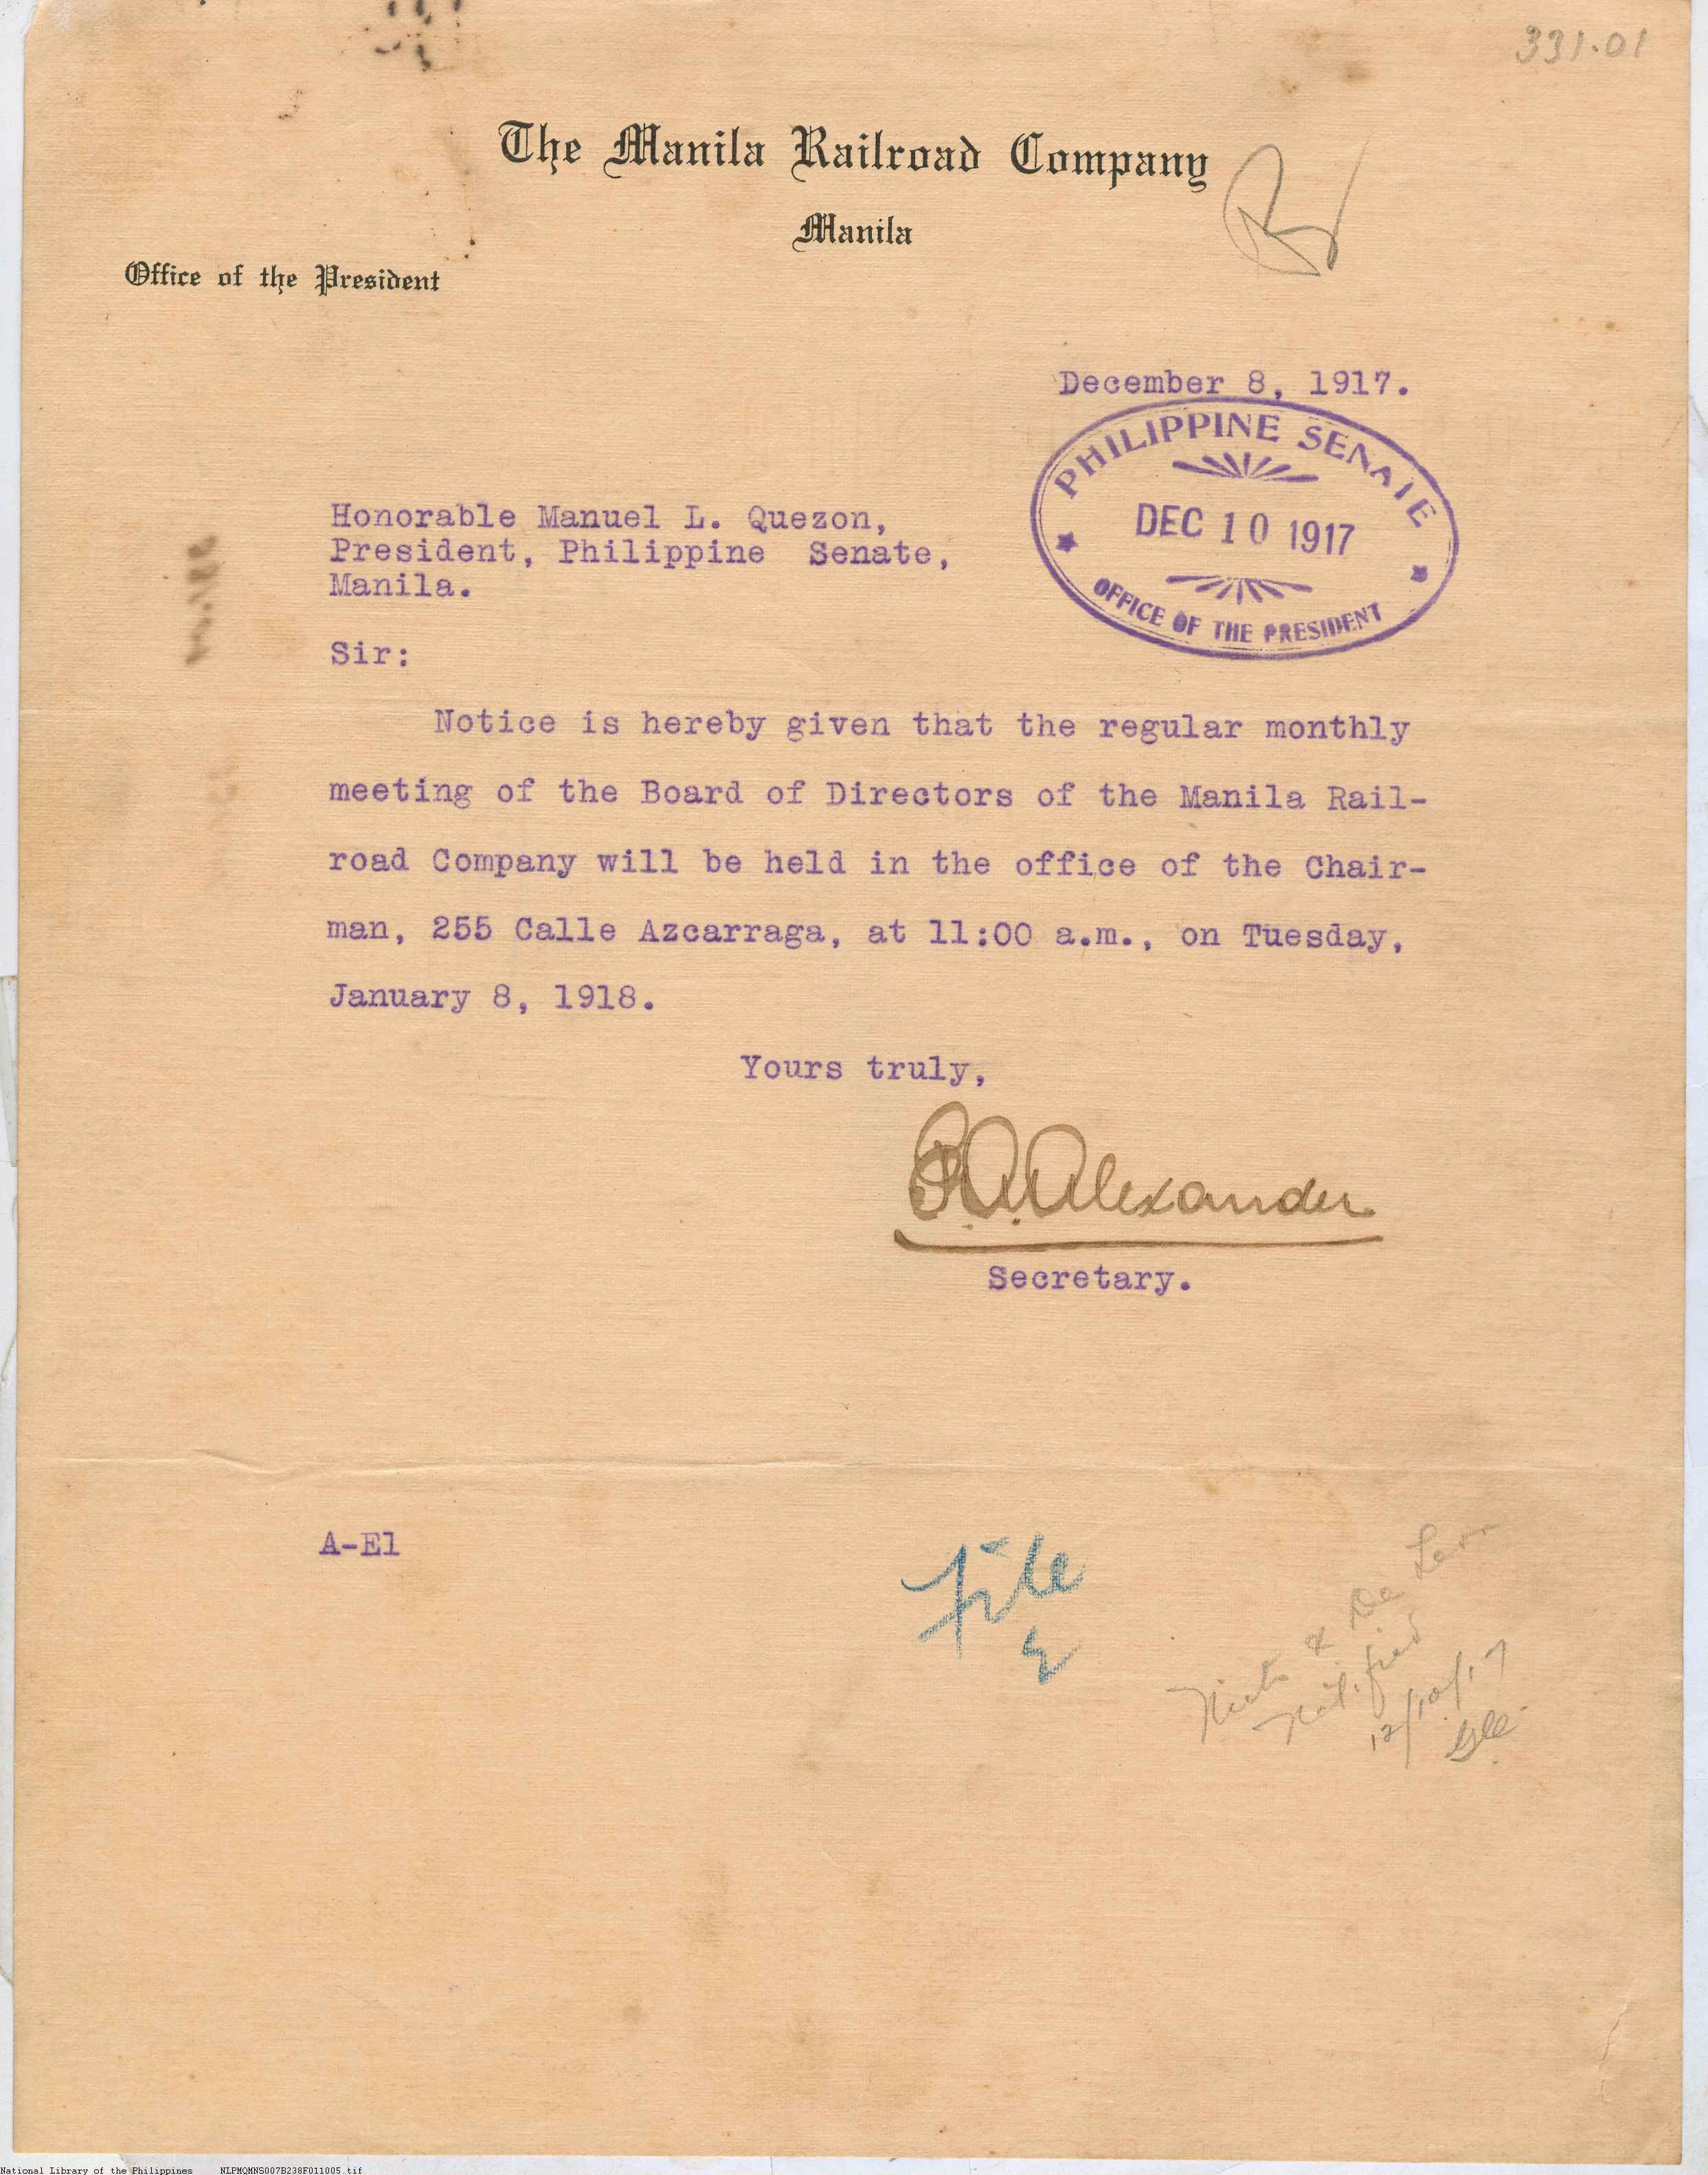 331.01
The Manila Railroad Company
Manila
Office of the President
December 8, 1917.
PHILIPPINE SENATE
DEC 10 1917
OFFICE OF THE PRESIDENT
Honorable Manuel L. Quezon,
President, Philippine Senate,
Manila.
Sir:
Notice is hereby given that the regular monthly
meeting of the Board of Directors of the Manila Rail-
road Company will be held in the office of the Chair-
man, 255 Calle Azcarraga, at 11:00 a.m., on Tuesday,
January 8, 1918.
Yours truly,
Alexander
Secretary.
A-El
File
& De
Notified
12/10/17
National Library of the Philippines NLPMQMNS007B238F011005.tif